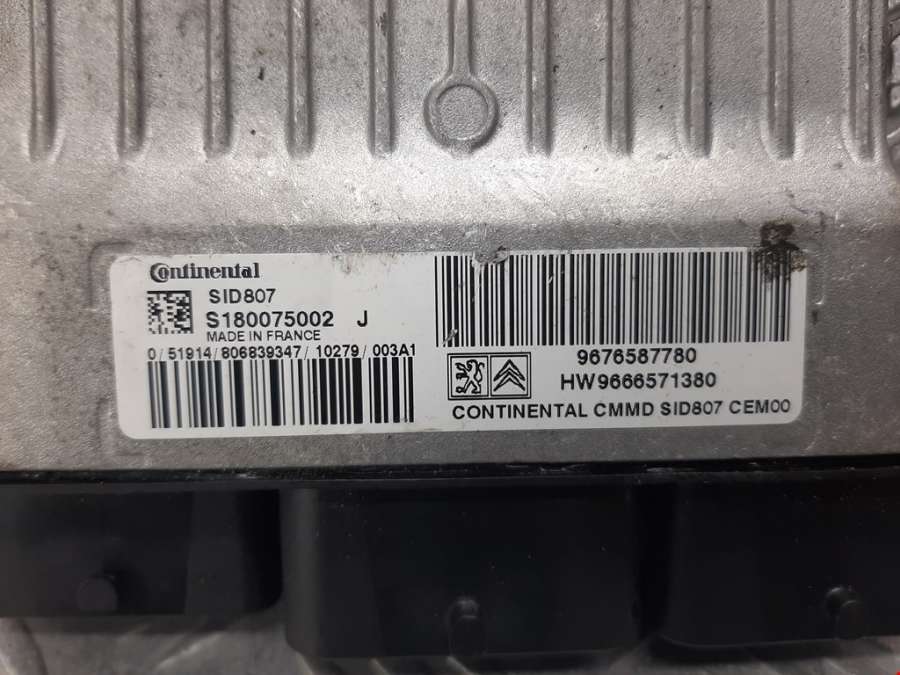 Continental
SID807
S180075002 J
MADE IN FRANCE
0/51914/806839347/10279/003A1
9676587780
HW9666571380
CONTINENTAL CMMD SID807 CEM00